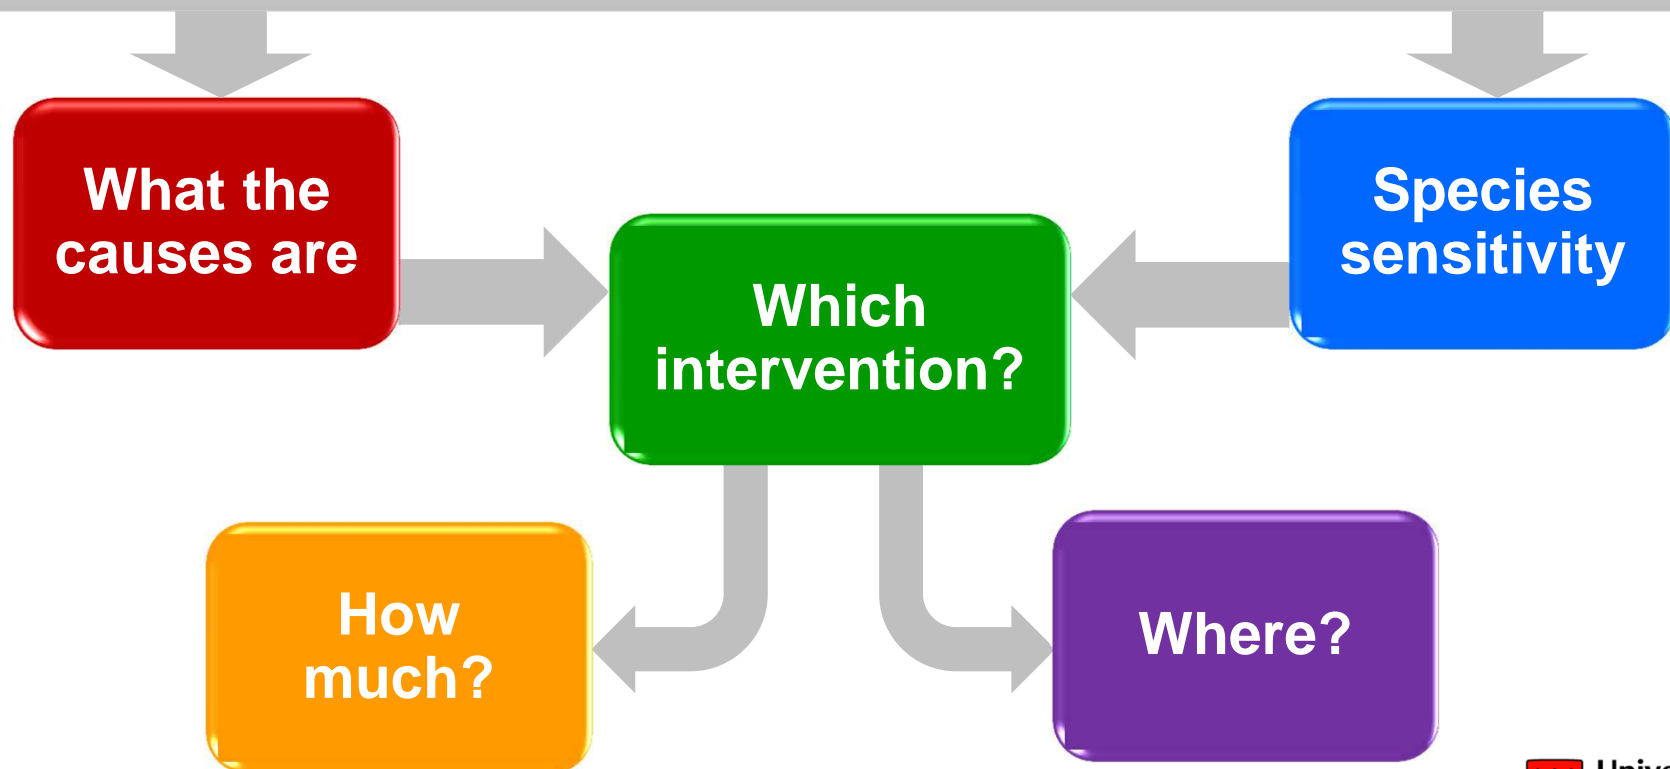 What the
causes are
Species
sensitivity
Which
intervention?
How
much?
Where?